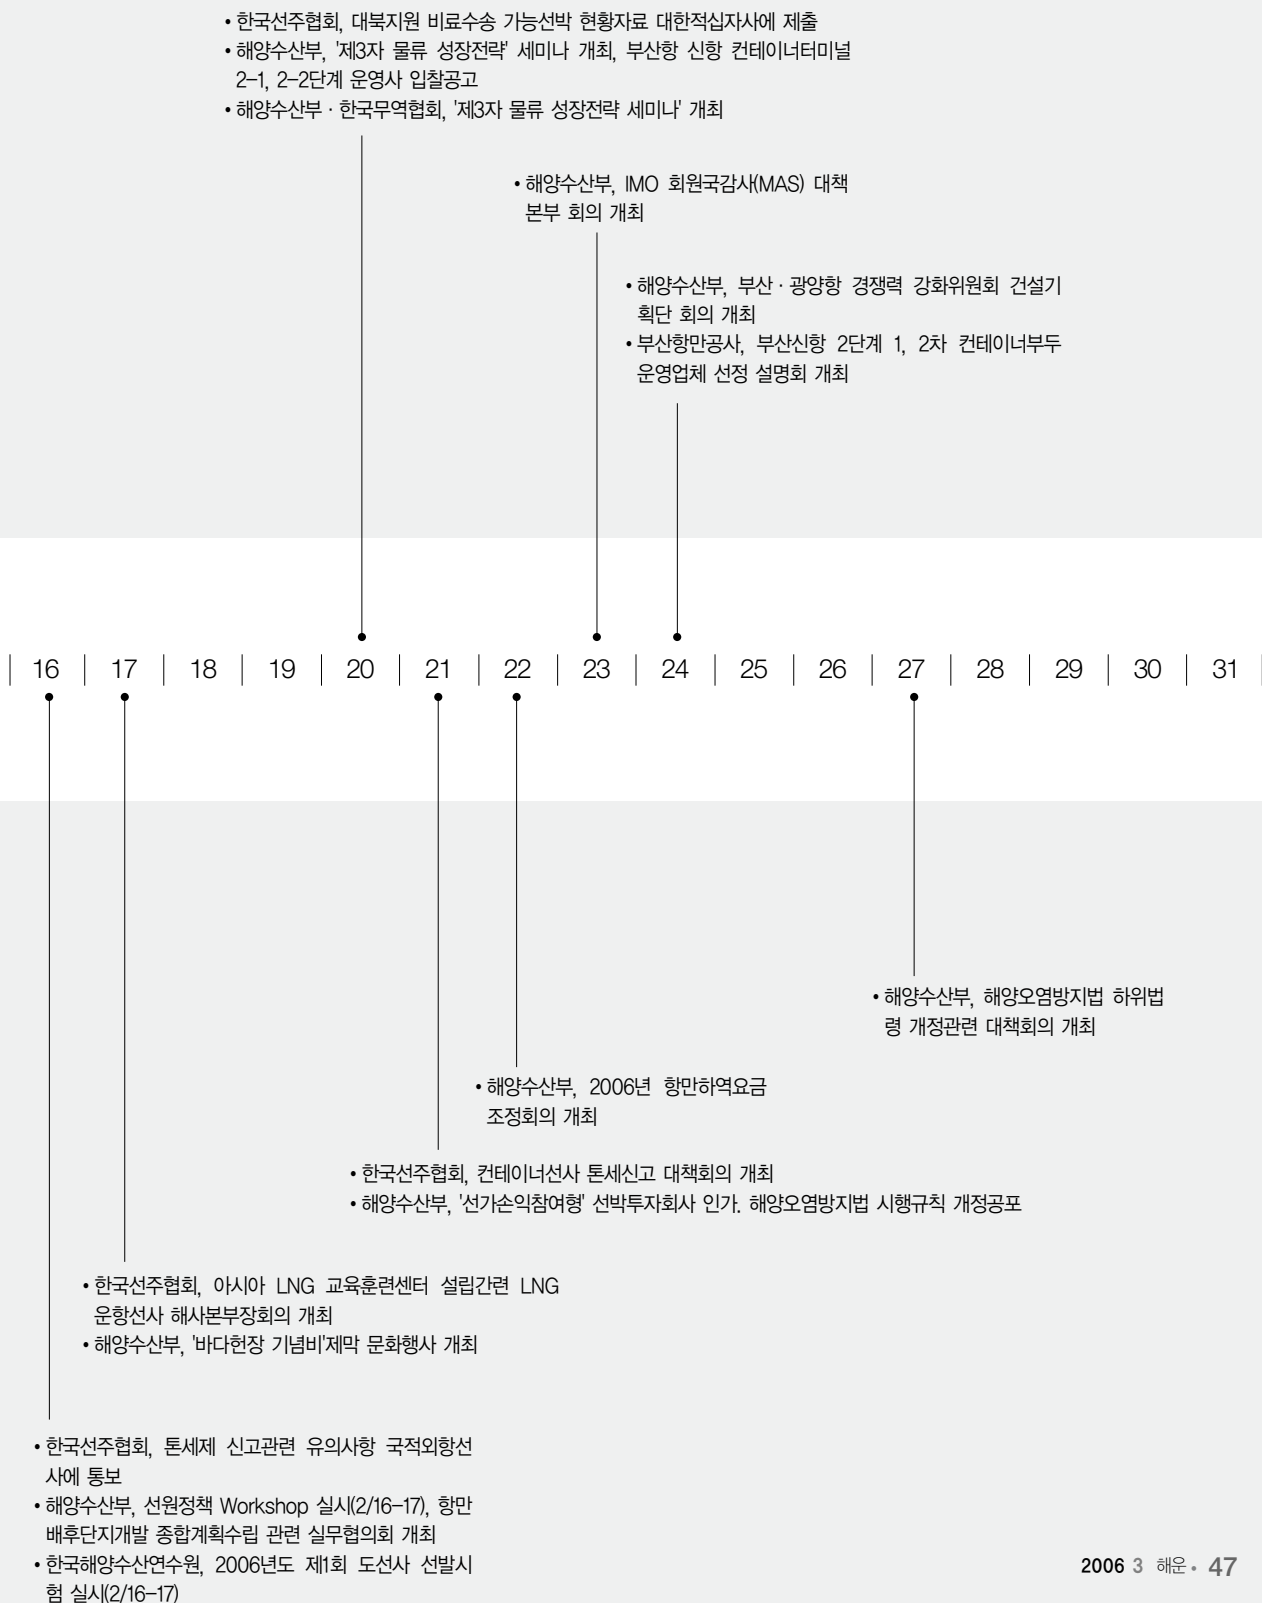 • 한국선주협회, 대북지원 비료수송 가능선박 현황자료 대한적십자사에 제출
• 해양수산부, '제3자 물류 성장전략' 세미나 개최, 부산항 신항 컨테이너터미널
2-1, 2-2단계 운영사 입찰공고
• 해양수산부 · 한국무역협회, '제3자 물류 성장전략 세미나' 개최
• 해양수산부, IMO 회원국감사(MAS) 대책
본부 회의 개최
• 해양수산부, 부산 · 광양항 경쟁력 강화위원회 건설기
획단 회의 개최
• 부산항만공사, 부산신항 2단계 1, 2차 컨테이너부두
운영업체 선정 설명회 개최
16 17 18 19 20 21 22 23 24 25 26 27 28 29 30 31
• 해양수산부, 해양오염방지법 하위법
령 개정관련 대책회의 개최
• 해양수산부, 2006년 항만하역요금
조정회의 개최
• 한국선주협회, 컨테이너선사 톤세신고 대책회의 개최
• 해양수산부, '선가손익참여형' 선박투자회사 인가. 해양오염방지법 시행규칙 개정공포
• 한국선주협회, 아시아 LNG 교육훈련센터 설립간련 LNG
운항선사 해사본부장회의 개최
• 해양수산부, '바다헌장 기념비'제막 문화행사 개최
• 한국선주협회, 톤세제 신고관련 유의사항 국적외항선
사에 통보
• 해양수산부, 선원정책 Workshop 실시(2/16-17), 항만
배후단지개발 종합계획수립 관련 실무협의회 개최
• 한국해양수산연수원, 2006년도 제1회 도선사 선발시
험 실시(2/16-17)
2006 3 해운 • 47